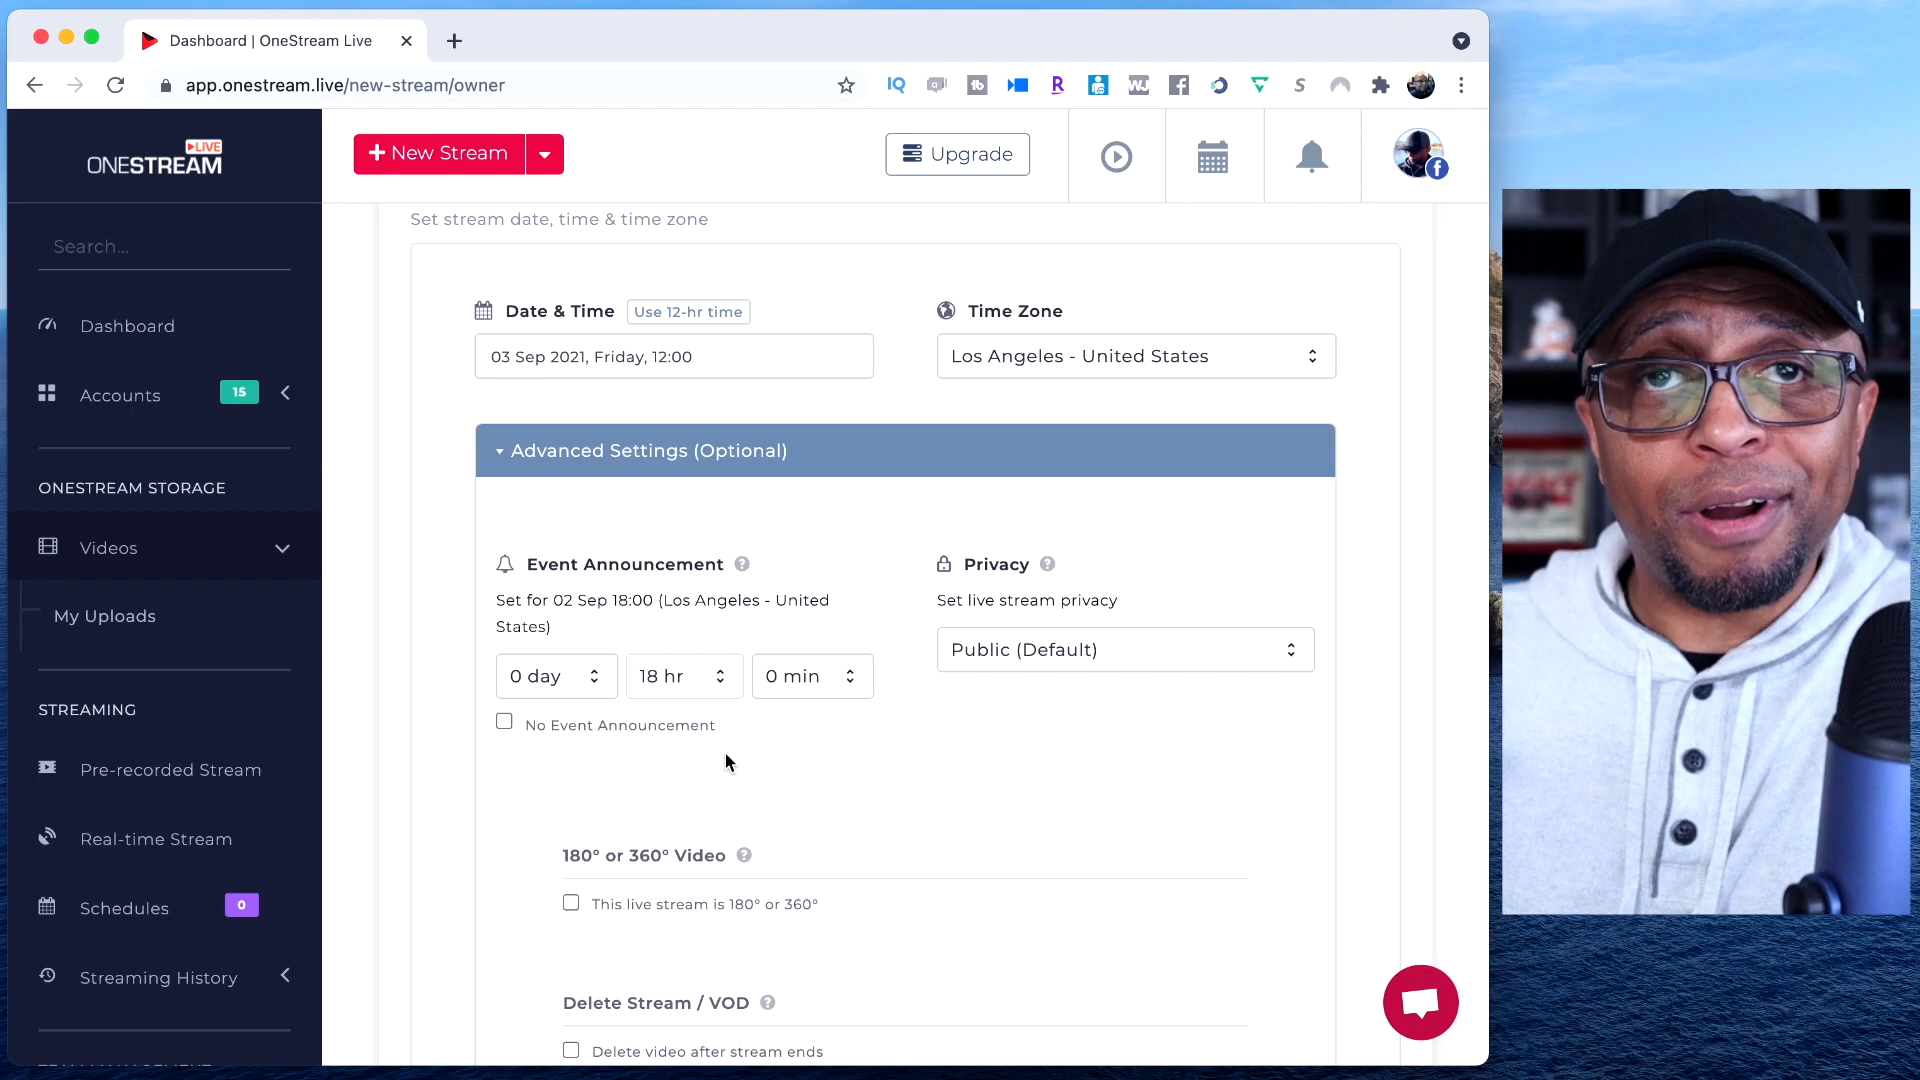 Dashboard | OneStream Live
app.onestream.live/new-stream/owner
LIVE
ONESTREAM
+ New Stream
Upgrade
Search...
Dashboard
Accounts
15
ONESTREAM STORAGE
Videos
My Uploads
STREAMING
Pre-recorded Stream
Real-time Stream
Schedules
0
Streaming History
Set stream date, time & time zone
Date & Time
Use 12-hr time
Time Zone
03 Sep 2021, Friday, 12:00
Los Angeles - United States
Advanced Settings (Optional)
Event Announcement
Privacy
Set for 02 Sep 18:00 (Los Angeles - United
States)
Set live stream privacy
0 day
18 hr
0 min
Public (Default)
No Event Announcement
180° or 360° Video
This live stream is 180° or 360°
Delete Stream / VOD
Delete video after stream ends